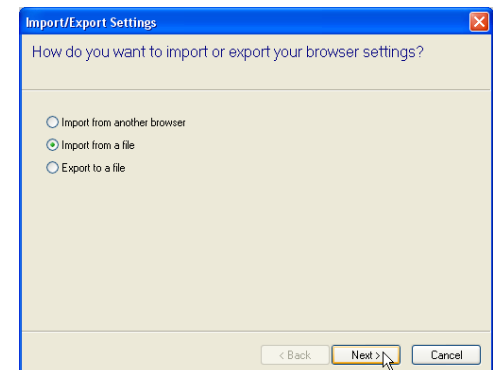 Import/Export Settings
How do you want to import or export your browser settings?
Import from another browser
Import from a file
Export to a file
< Back Next > Cancel